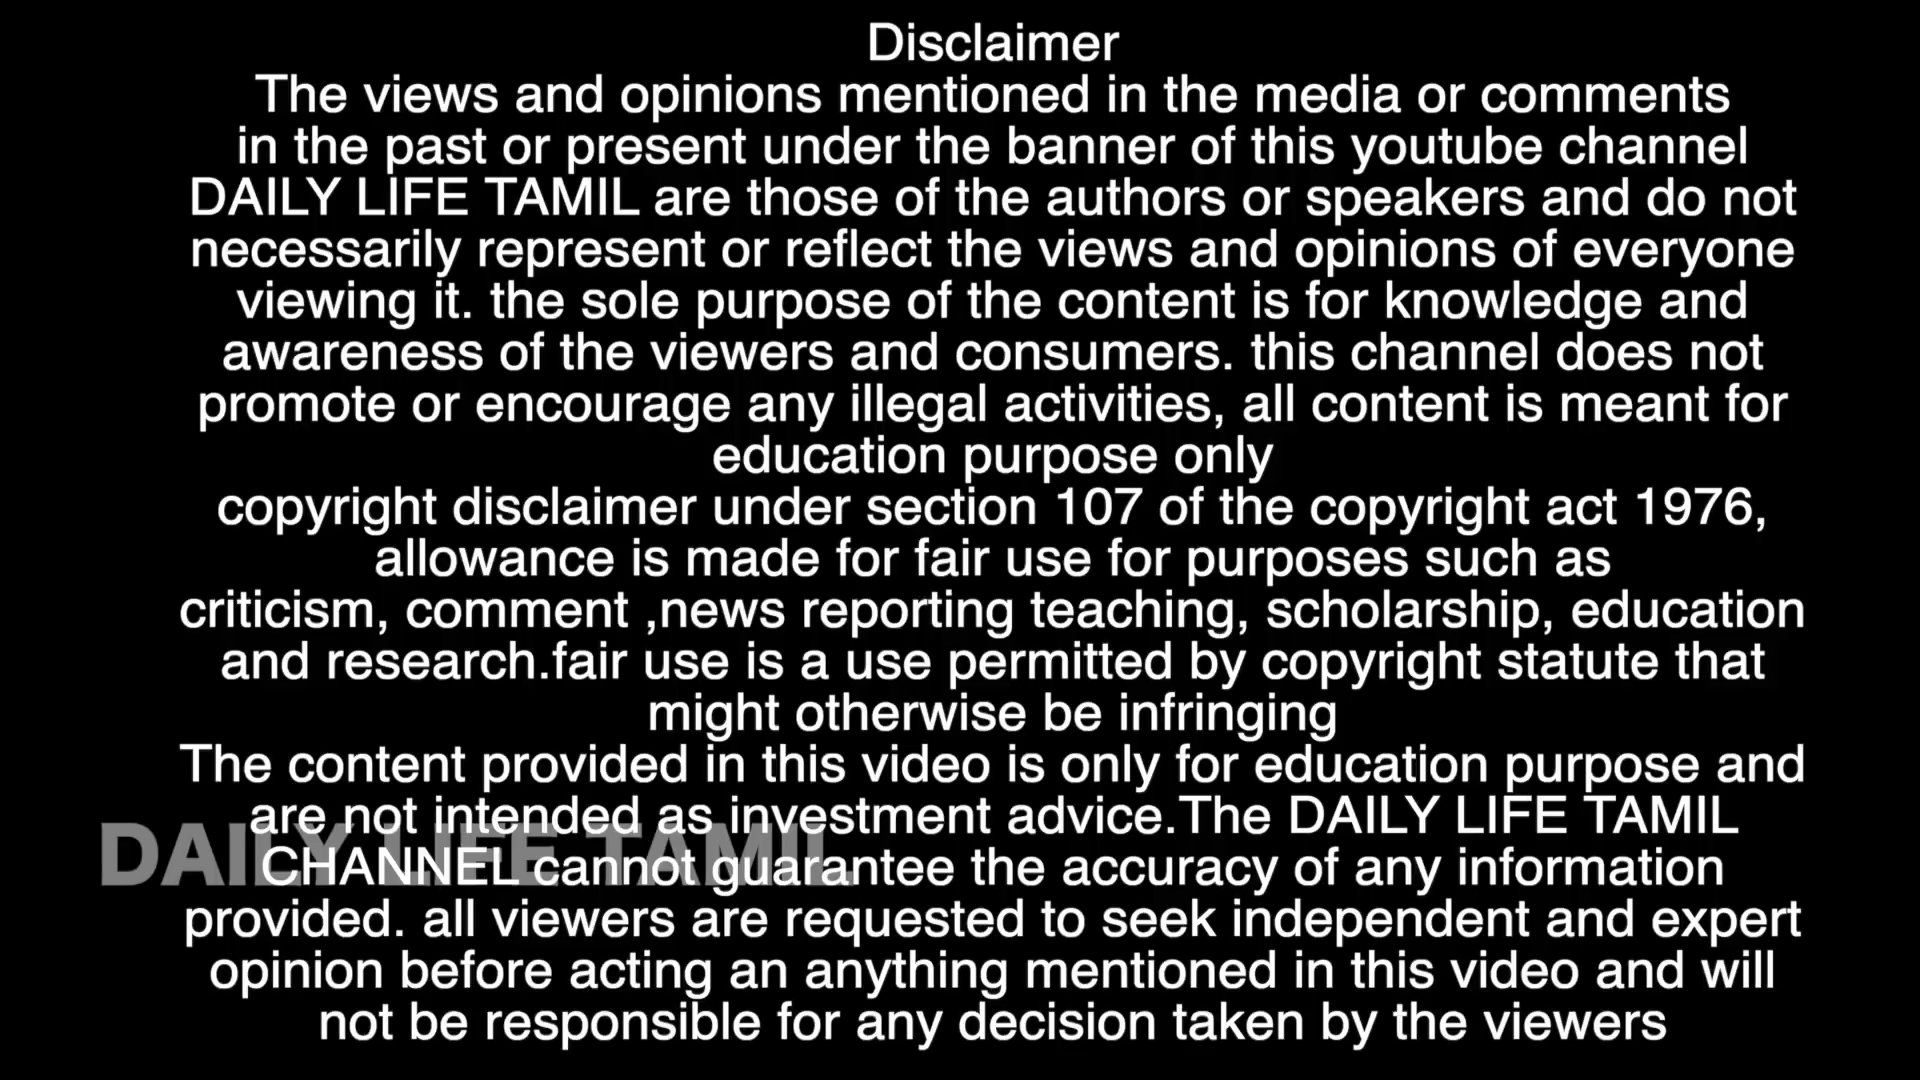 Disclaimer
The views and opinions mentioned in the media or comments
in the past or present under the banner of this youtube channel
DAILY LIFE TAMIL are those of the authors or speakers and do not
necessarily represent or reflect the views and opinions of everyone
viewing it. the sole purpose of the content is for knowledge and
awareness of the viewers and consumers. this channel does not
promote or encourage any illegal activities, all content is meant for
education purpose only
copyright disclaimer under section 107 of the copyright act 1976,
allowance is made for fair use for purposes such as
criticism, comment ,news reporting teaching, scholarship, education
and research.fair use is a use permitted by copyright statute that
might otherwise be infringing
The content provided in this video is only for education purpose and
are not intended as investment advice.The DAILY LIFE TAMIL
CHANNEL cannot guarantee the accuracy of any information
provided. all viewers are requested to seek independent and expert
opinion before acting an anything mentioned in this video and will
not be responsible for any decision taken by the viewers
DAILY LIFE TAMIL